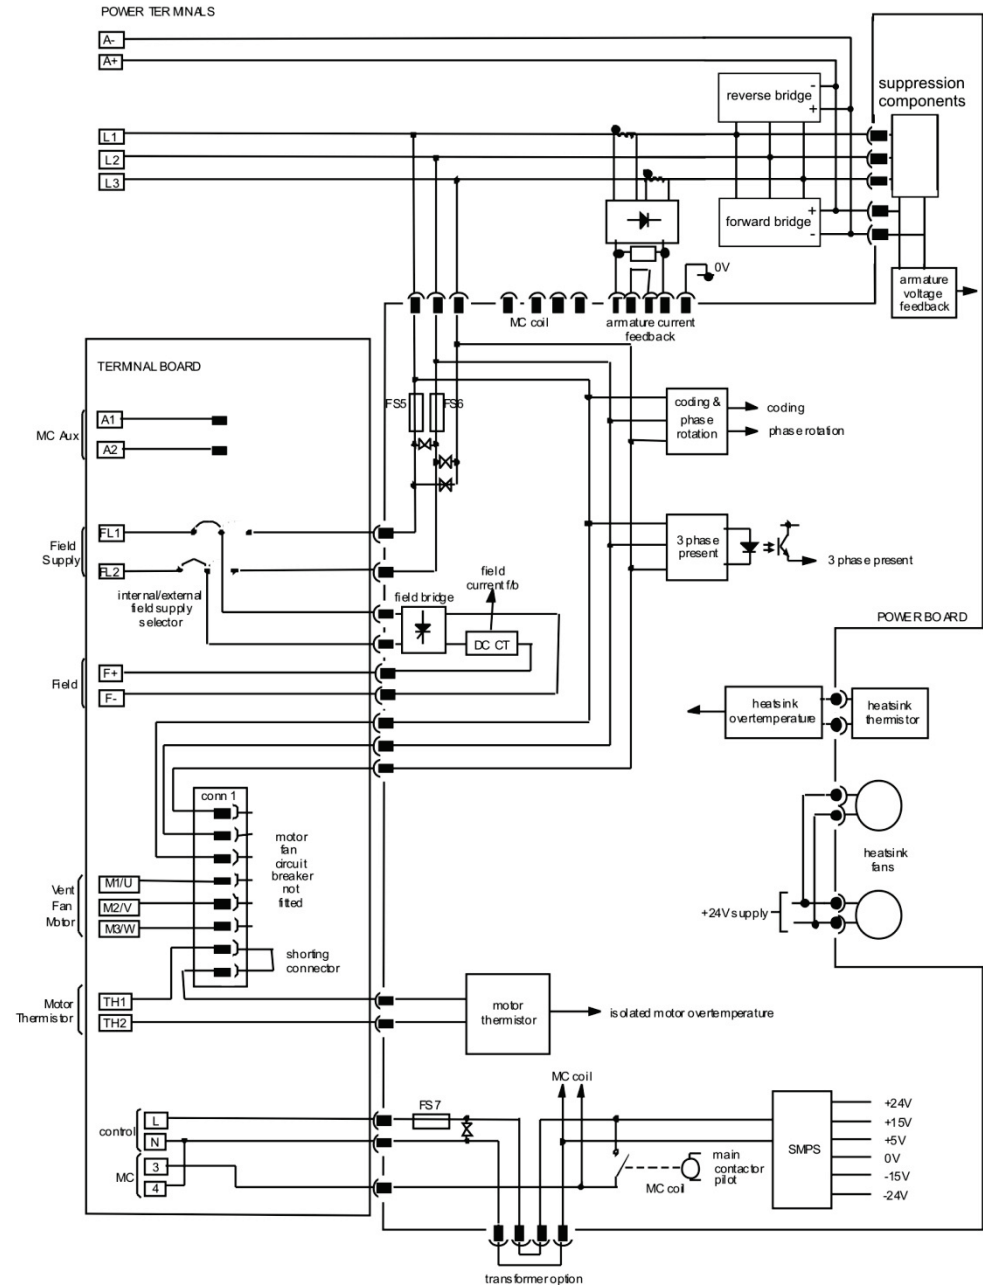 POWER TERMINALS
A-
A+
L1
L2
L3
reverse bridge
-
+
forward bridge
+
-
suppression
components
0V
armature
voltage
feedback
MC coil
armature current
feedback
TERMINAL BOARD
FS5
FS6
coding &
phase
rotation
coding
phase rotation
MC Aux
A1
A2
Field
Supply
FL1
FL2
internal/external
field supply
selector
3 phase
present
3 phase present
field
current f/b
field bridge
DC CT
POWER BOARD
Field
F+
F-
heatsink
overtemperature
heatsink
thermistor
conn 1
motor
fan
circuit
breaker
not
fitted
Vent
Fan
Motor
M1/U
M2/V
M3/W
heatsink
fans
+24V supply
shorting
connector
Motor
Thermistor
TH1
TH2
motor
thermistor
isolated motor overtemperature
MC coil
control
L
N
FS7
MC
3
4
main
contactor
pilot
MC coil
SMPS
+24V
+15V
+5V
0V
-15V
-24V
transformer option